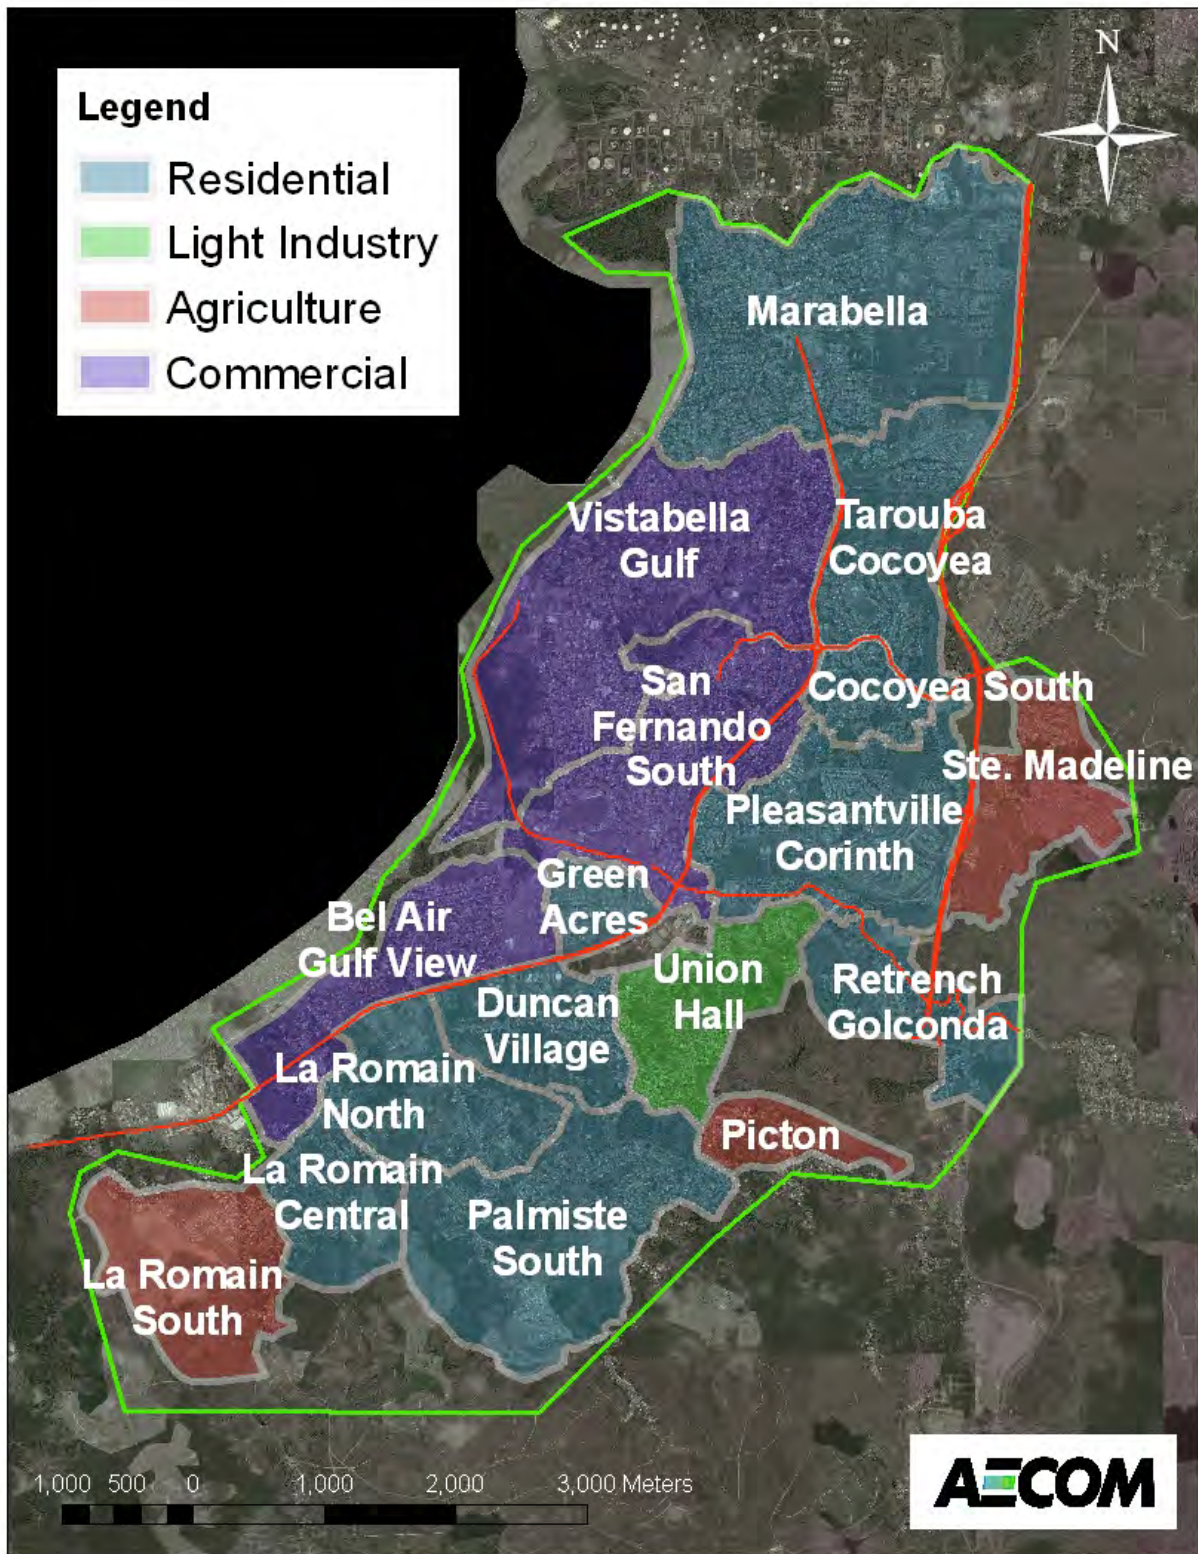 N
Legend
Residential
Light Industry
Agriculture
Commercial
Marabella
Vistabella
Gulf
Tarouba
Cocoyea
San
Fernando
South
Cocoyea South
Ste. Madeline
Pleasantville
Corinth
Green
Acres
Bel Air
Gulf View
Union
Hall
Retrench
Golconda
Duncan
Village
La Romain
North
Picton
La Romain
Central
Palmiste
South
La Romain
South
1,000 500 0 1,000 2,000 3,000 Meters
AECOM